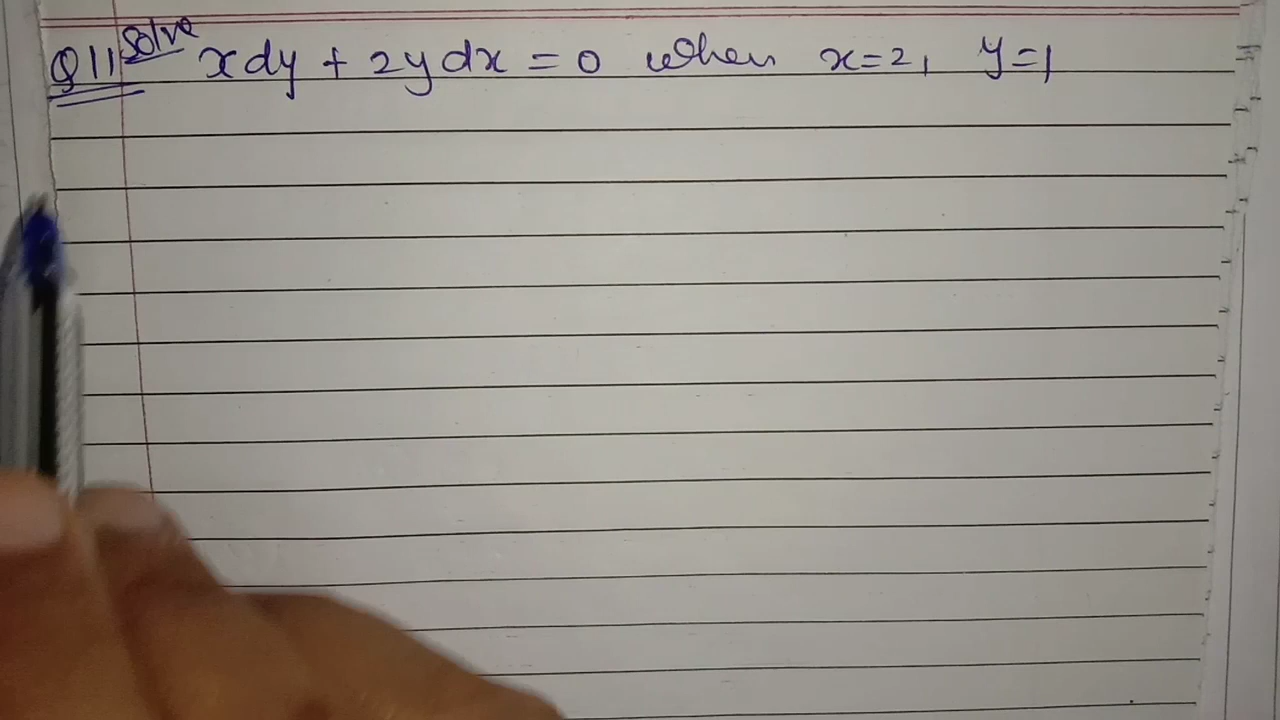 Q11 Solve x dy + 2y dx = 0 when x=2, y=1